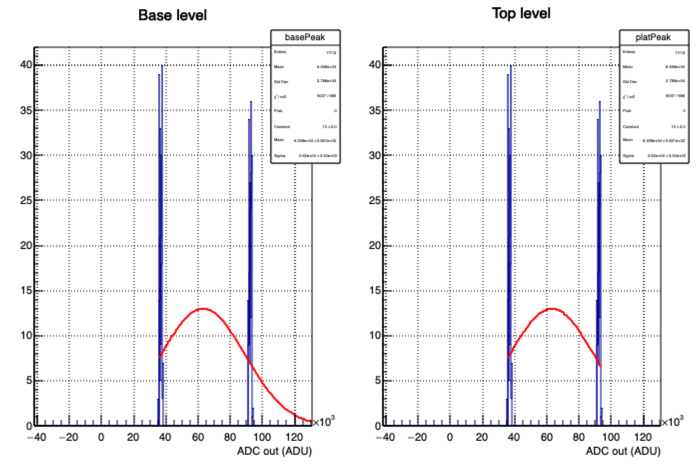 Base level
Top level
basePeak
Entries
Mean
Std Dev
χ² / ndf
Prob 0
Constant
Mean
Sigma
40
35
30
25
20
15
10
5
0
−40 −20 0 20 40 60 80 100 120 ×10³
ADC out (ADU)
platPeak
Entries
Mean
Std Dev
χ² / ndf
Prob 0
Constant
Mean
Sigma
40
35
30
25
20
15
10
5
0
−40 −20 0 20 40 60 80 100 120 ×10³
ADC out (ADU)